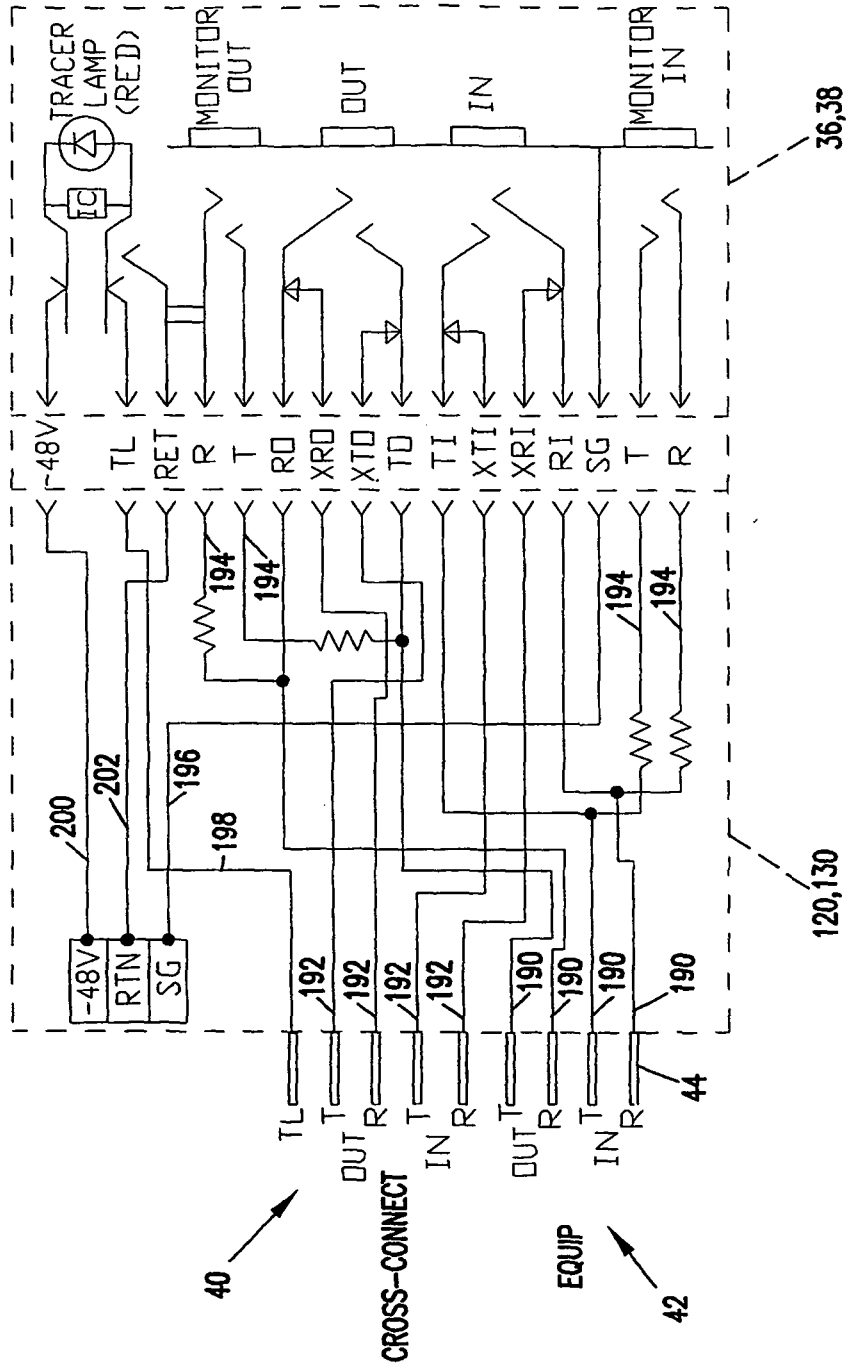 TRACER
LAMP
(RED)
MONITOR
OUT
OUT
IN
MONITOR
IN
IC
36,38
-48V
TL
RET
R
T
RO
XRO
XTO
TO
TI
XTI
XRI
RI
SG
T
R
194
194
194
194
200
202
196
198
-48V
RTN
SG
192
192
192
192
190
190
190
190
120,130
TL
T
OUT
R
T
IN
R
T
OUT
R
T
IN
R
44
CROSS-CONNECT
EQUIP
40
42